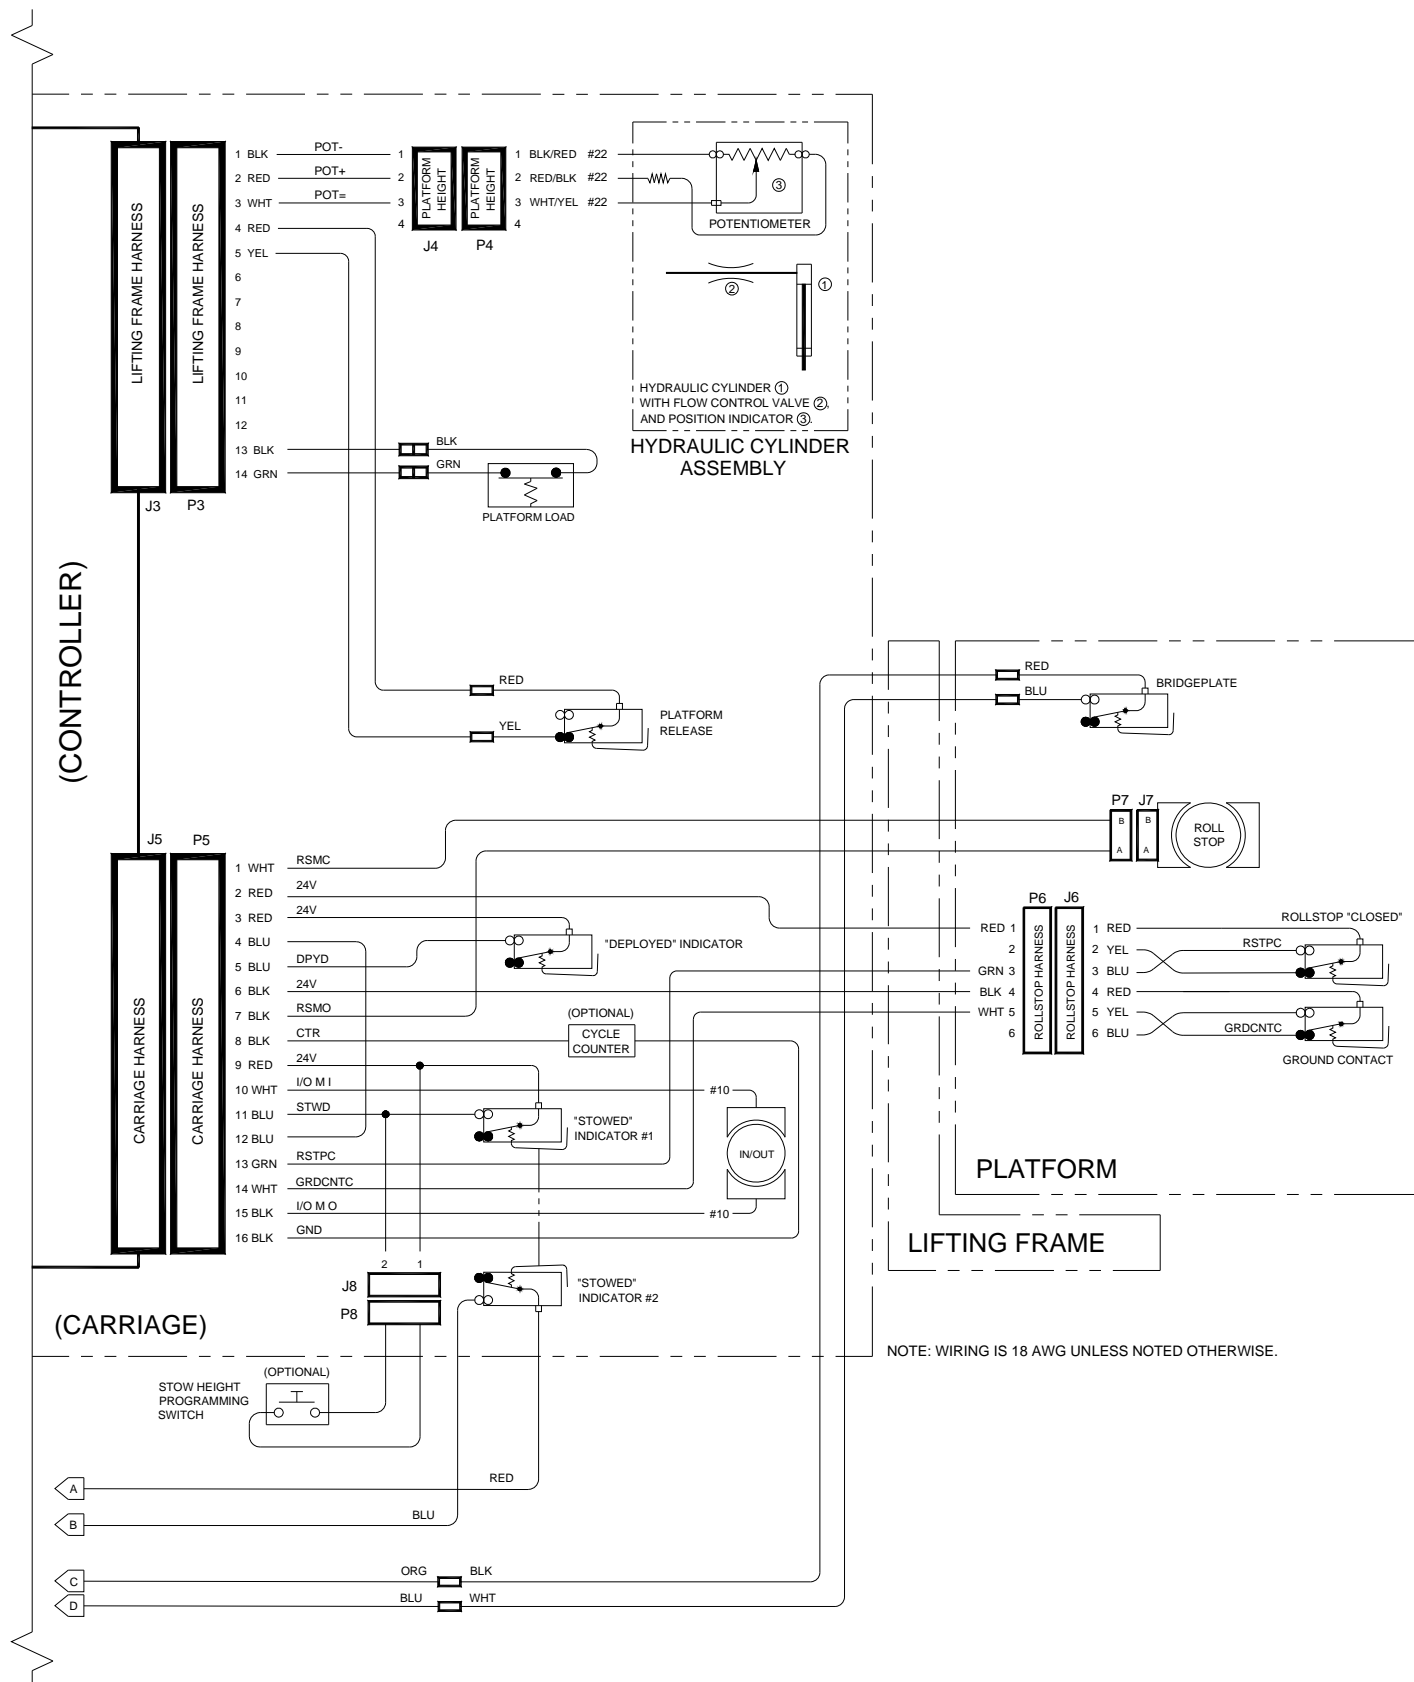 1 BLK POT- 1
2 RED POT+ 2
3 WHT POT= 3
4 RED 4
5 YEL
6
7
8
9
10
11
12
13 BLK
14 GRN
LIFTING FRAME HARNESS
LIFTING FRAME HARNESS
J3
P3
PLATFORM
HEIGHT
PLATFORM
HEIGHT
J4
P4
1 BLK/RED #22
2 RED/BLK #22
3 WHT/YEL #22
4
3
POTENTIOMETER
2
1
HYDRAULIC CYLINDER 1
WITH FLOW CONTROL VALVE 2,
AND POSITION INDICATOR 3.
HYDRAULIC CYLINDER
ASSEMBLY
BLK
GRN
PLATFORM LOAD
(CONTROLLER)
RED
YEL
PLATFORM
RELEASE
RED
BLU
BRIDGEPLATE
P7 J7
B B
A A
ROLL
STOP
J5 P5
CARRIAGE HARNESS
CARRIAGE HARNESS
1 WHT RSMC
2 RED 24V
3 RED 24V
4 BLU
5 BLU DPYD
6 BLK 24V
7 BLK RSMO
8 BLK CTR
9 RED 24V
10 WHT I/O M I
11 BLU STWD
12 BLU
13 GRN RSTPC
14 WHT GRDCNTC
15 BLK I/O M O
16 BLK GND
"DEPLOYED" INDICATOR
(OPTIONAL)
CYCLE
COUNTER
#10
#10
IN/OUT
"STOWED"
INDICATOR #1
"STOWED"
INDICATOR #2
P6 J6
RED 1
2
GRN 3
BLK 4
WHT 5
6
ROLLSTOP HARNESS
ROLLSTOP HARNESS
1 RED
2 YEL
3 BLU
4 RED
5 YEL
6 BLU
ROLLSTOP "CLOSED"
RSTPC
GRDCNTC
GROUND CONTACT
PLATFORM
LIFTING FRAME
2 1
J8
P8
(CARRIAGE)
NOTE: WIRING IS 18 AWG UNLESS NOTED OTHERWISE.
(OPTIONAL)
STOW HEIGHT
PROGRAMMING
SWITCH
A RED
B BLU
C ORG BLK
D BLU WHT